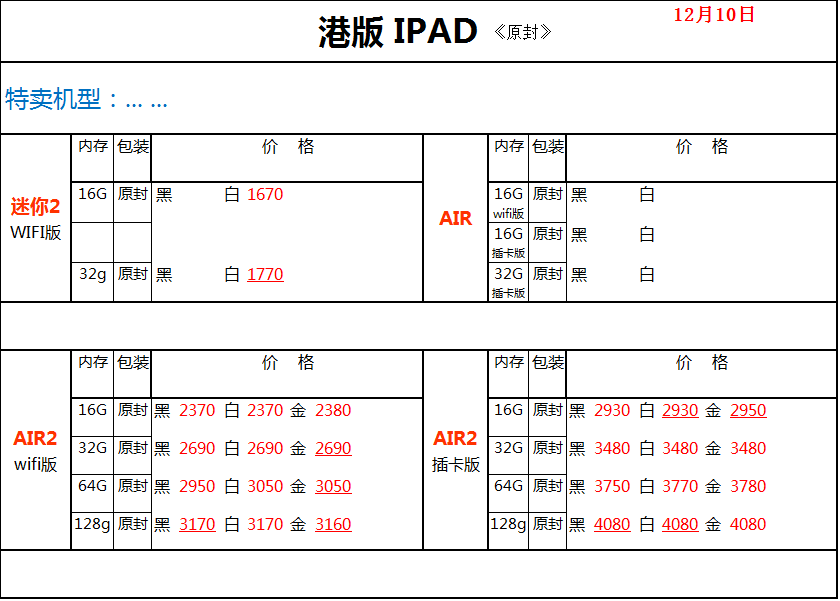 12月10日
港版 IPAD 《原封》
特卖机型：... ...
内存 包装 价 格 内存 包装 价 格
16G 原封 黑 白 1670 16G 原封 黑 白
wifi版
迷你2
WIFI版
AIR
16G 黑 白
原封
插卡版
32g 原封 黑 白 1770 32G 原封 黑 白
插卡版
内存 包装 价 格 内存 包装 价 格
16G 原封 黑 2370 白 2370 金 2380 16G 原封 黑 2930 白 2930 金 2950
AIR2 AIR2
32G 原封 黑 2690 白 2690 金 2690 32G 原封 黑 3480 白 3480 金 3480
wifi版 插卡版
64G 原封 黑 2950 白 3050 金 3050 64G 原封 黑 3750 白 3770 金 3780
128g 原封 黑 3170 白 3170 金 3160 128g 原封 黑 4080 白 4080 金 4080